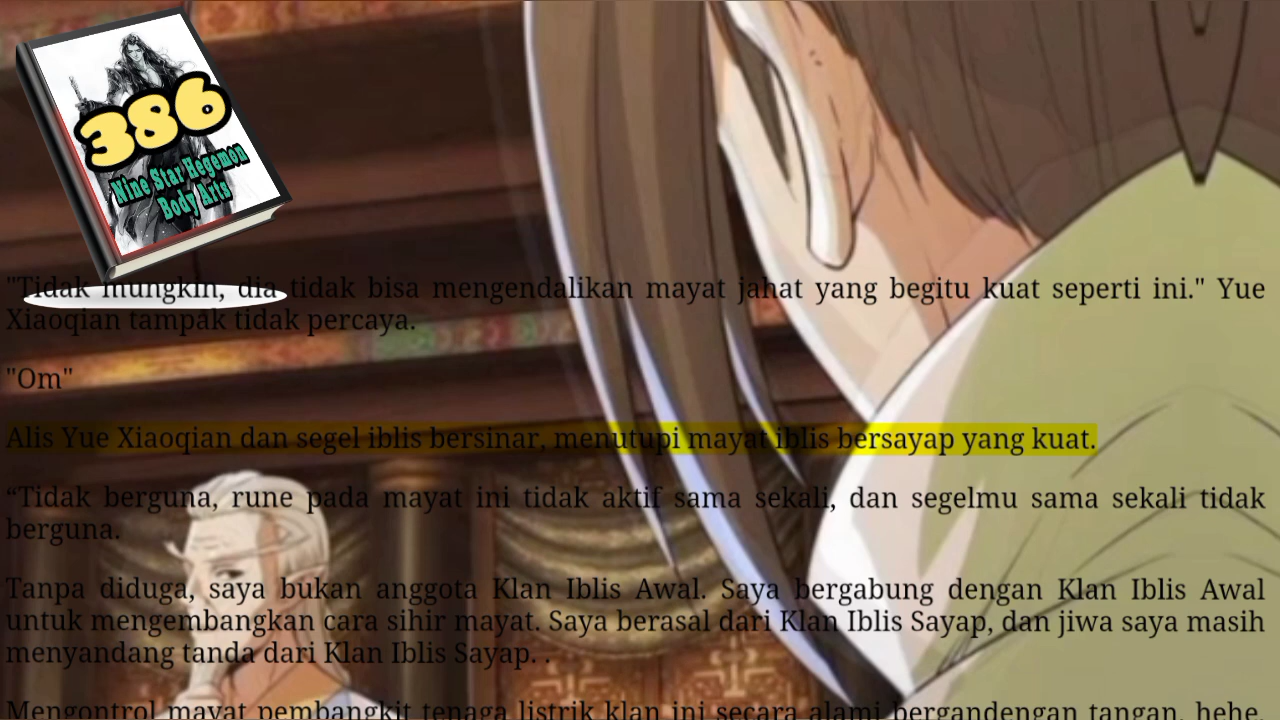 386
Nine Star Hegemon
Body Arts
"Tidak mungkin, dia tidak bisa mengendalikan mayat jahat yang begitu kuat seperti ini." Yue
Xiaoqian tampak tidak percaya.
"Om"
Alis Yue Xiaoqian dan segel iblis bersinar, menutupi mayat iblis bersayap yang kuat.
“Tidak berguna, rune pada mayat ini tidak aktif sama sekali, dan segelmu sama sekali tidak
berguna.
Tanpa diduga, saya bukan anggota Klan Iblis Awal. Saya bergabung dengan Klan Iblis Awal
untuk mengembangkan cara sihir mayat. Saya berasal dari Klan Iblis Sayap, dan jiwa saya masih
menyandang tanda dari Klan Iblis Sayap. .
Mengontrol mayat pembangkit tenaga listrik klan ini secara alami bergandengan tangan, hehe,